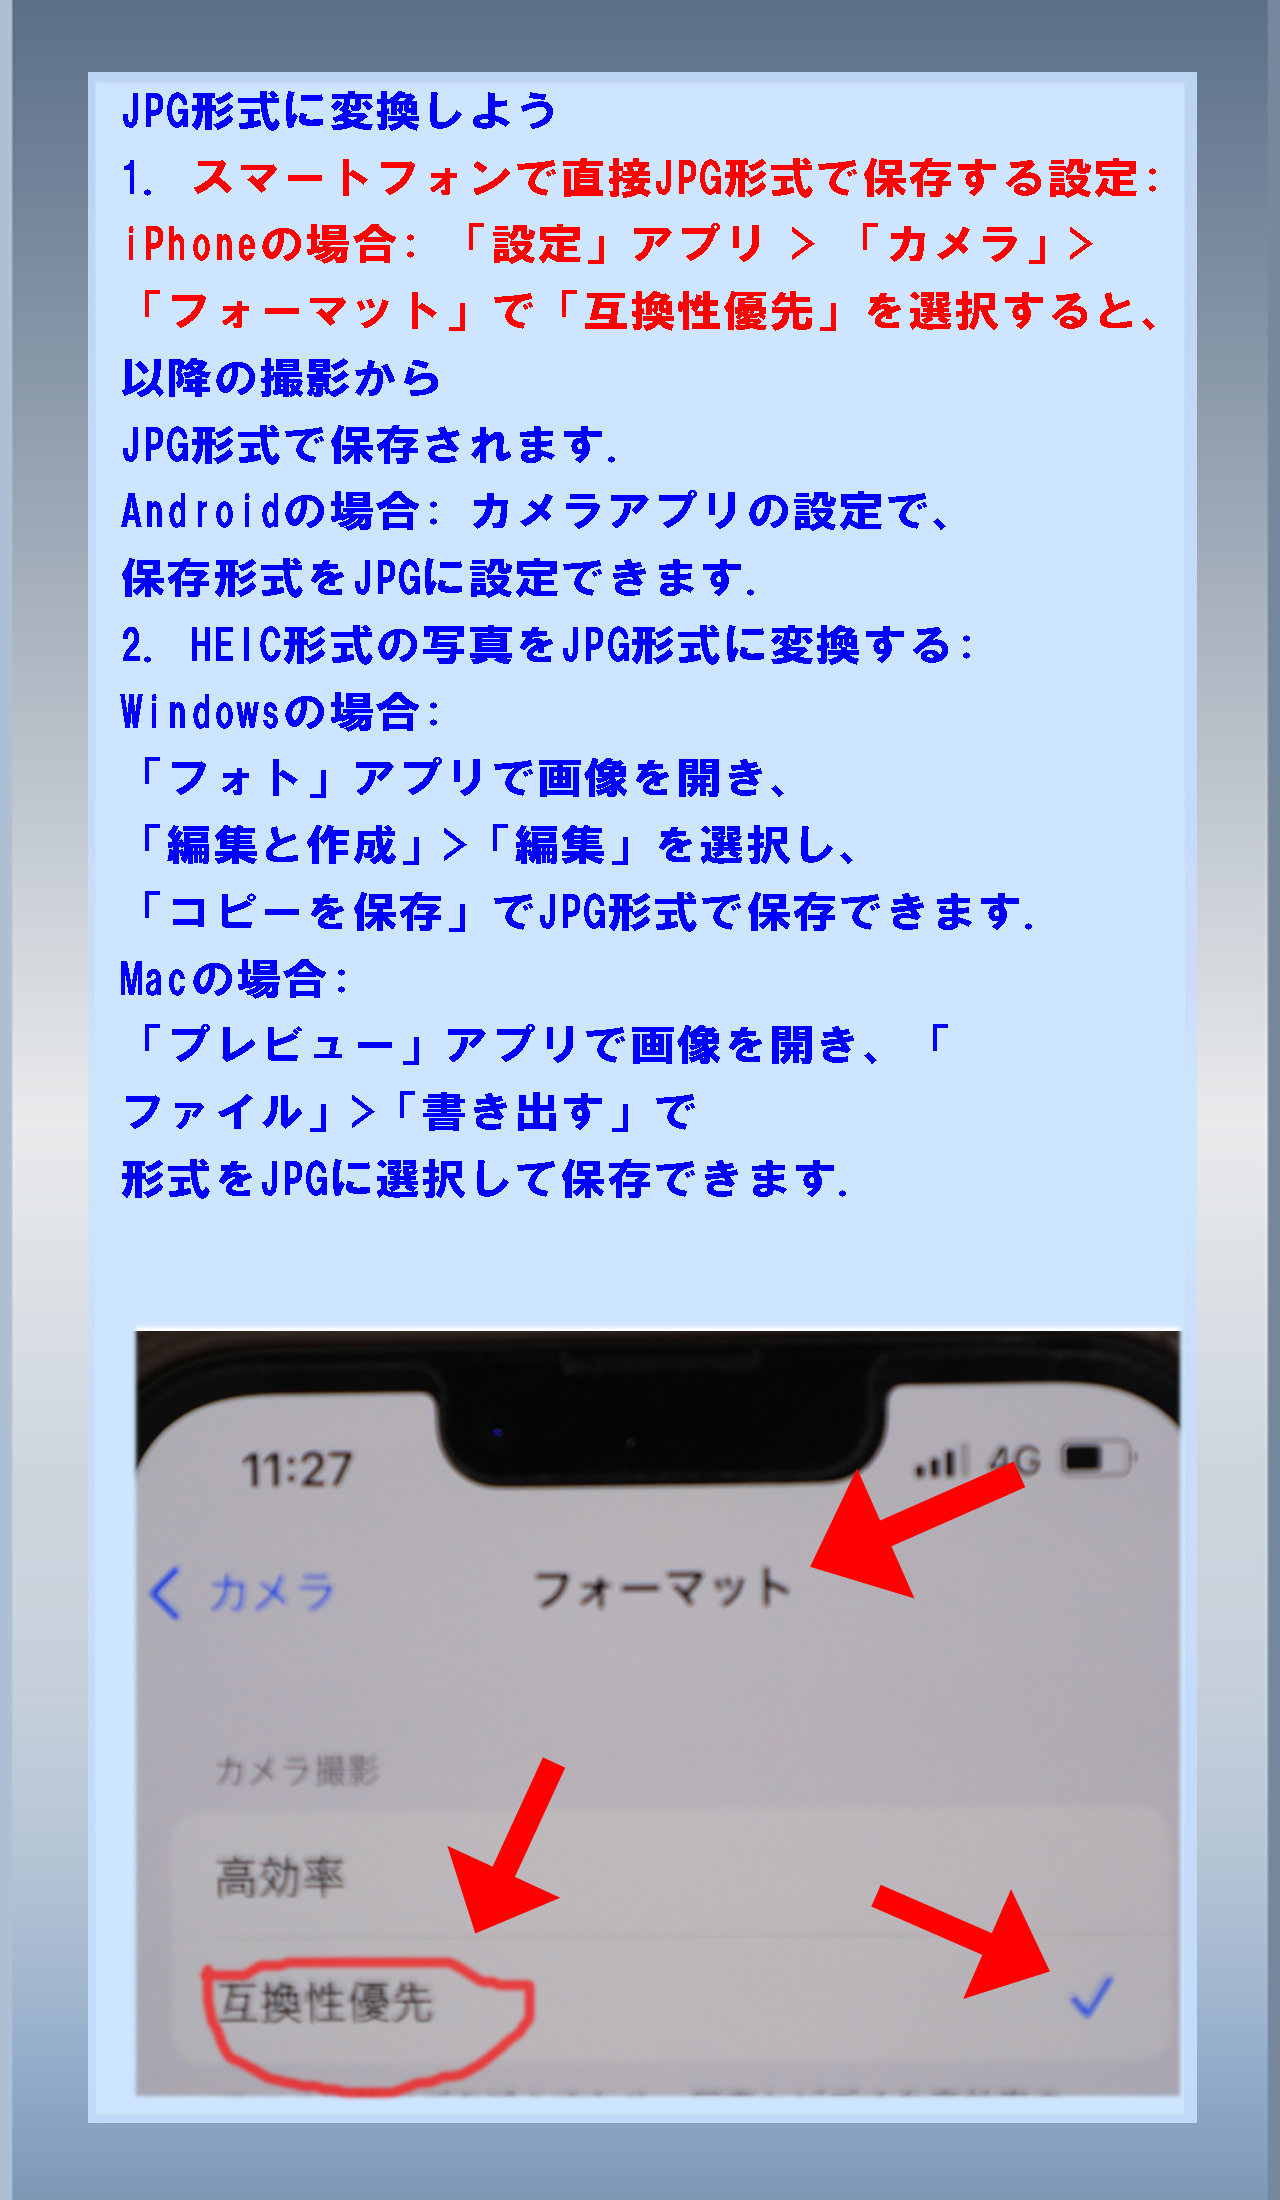 JPG形式に変換しよう
1. スマートフォンで直接JPG形式で保存する設定:
iPhoneの場合: 「設定」アプリ > 「カメラ」>
「フォーマット」で「互換性優先」を選択すると、
以降の撮影から
JPG形式で保存されます.
Androidの場合: カメラアプリの設定で、
保存形式をJPGに設定できます.
2. HEIC形式の写真をJPG形式に変換する:
Windowsの場合:
「フォト」アプリで画像を開き、
「編集と作成」>「編集」を選択し、
「コピーを保存」でJPG形式で保存できます.
Macの場合:
「プレビュー」アプリで画像を開き、「
ファイル」>「書き出す」で
形式をJPGに選択して保存できます.
11:27 4G
カメラ フォーマット
カメラ撮影
高効率
互換性優先